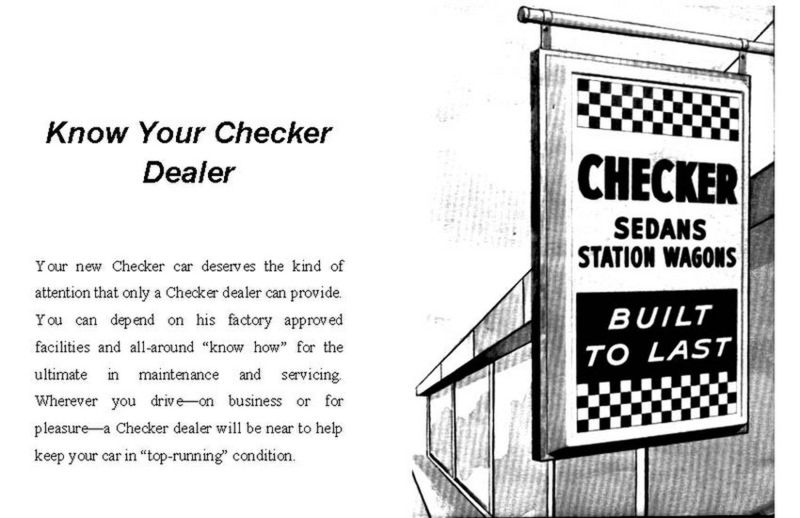 Know Your Checker
Dealer
Your new Checker car deserves the kind of
attention that only a Checker dealer can provide.
You can depend on his factory approved
facilities and all-around “know how” for the
ultimate in maintenance and servicing.
Wherever you drive—on business or for
pleasure—a Checker dealer will be near to help
keep your car in “top-running” condition.
CHECKER
SEDANS
STATION WAGONS
BUILT
TO LAST